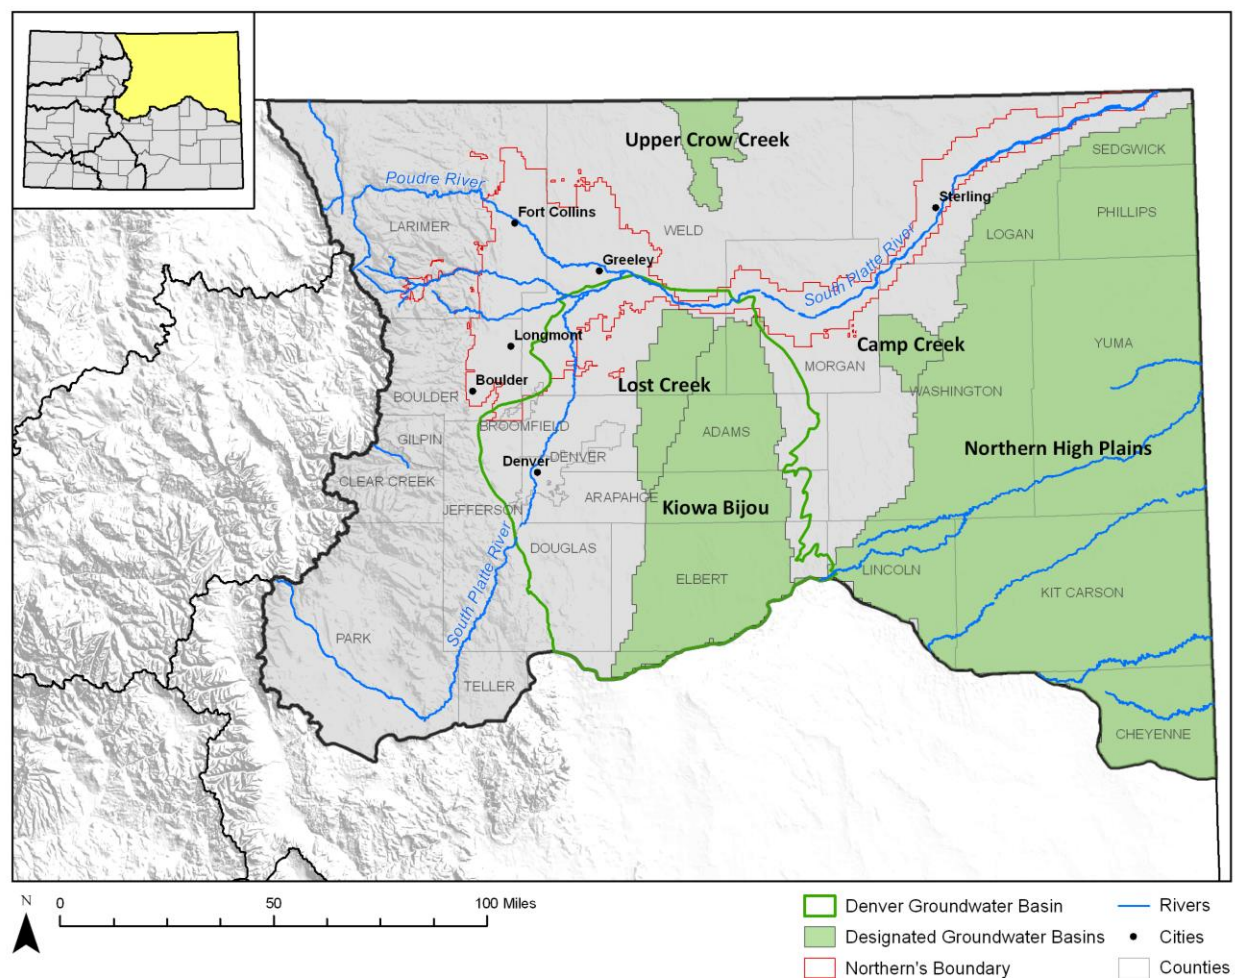 Upper Crow Creek
SEDGWICK
Poudre River
Sterling
Fort Collins
PHILLIPS
LARIMER
WELD
LOGAN
Greeley
South Platte River
Longmont
Camp Creek
YUMA
MORGAN
Boulder
Lost Creek
WASHINGTON
BOULDER
BROOMFIELD
ADAMS
GILPIN
Northern High Plains
Denver
DENVER
CLEAR CREEK
ARAPAHOE
JEFFERSON
Kiowa Bijou
DOUGLAS
South Platte River
LINCOLN
ELBERT
KIT CARSON
PARK
TELLER
CHEYENNE
N
0 50 100 Miles
Denver Groundwater Basin
Rivers
Designated Groundwater Basins
Cities
Northern's Boundary
Counties